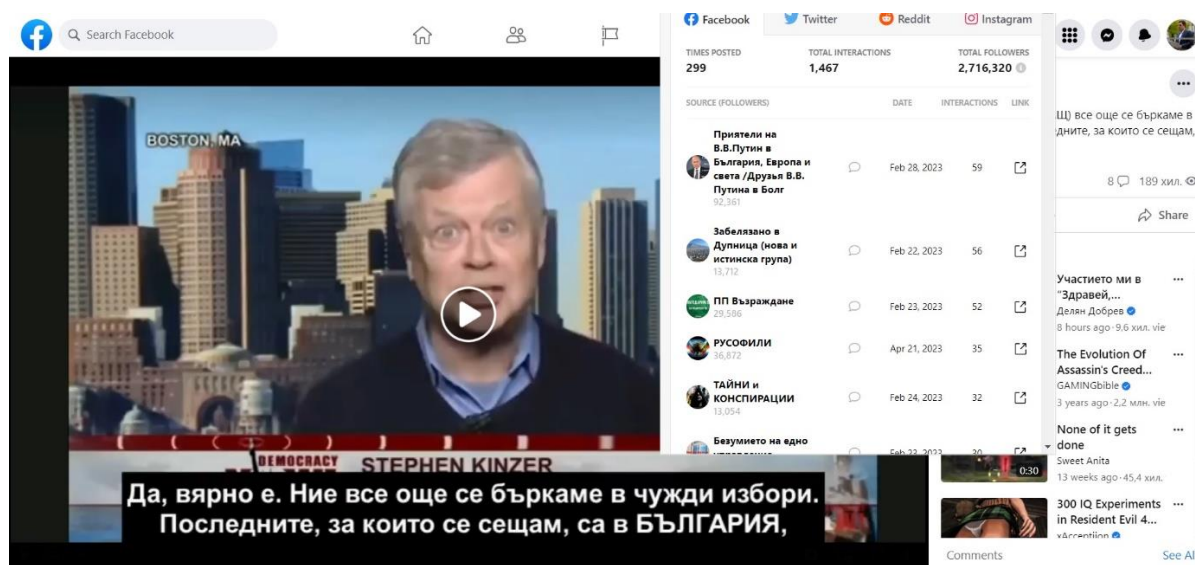 Search Facebook
BOSTON, MA
DEMOCRACY
STEPHEN KINZER
Да, вярно е. Ние все още се бъркаме в чужди избори.
Последните, за които се сещам, са в БЪЛГАРИЯ,
Facebook
Twitter
Reddit
Instagram
TIMES POSTED
299
TOTAL INTERACTIONS
1,467
TOTAL FOLLOWERS
2,716,320
SOURCE (FOLLOWERS) DATE INTERACTIONS LINK
Приятели на
В.В.Путин в
България, Европа и
света /Друзья В.В.
Путина в Болг
92,361
Feb 28, 2023 59
Забелязано в
Дупница (нова и
истинска група)
13,712
Feb 22, 2023 56
ПП Възраждане
29,586
Feb 23, 2023 52
РУСОФИЛИ
36,872
Apr 21, 2023 35
ТАЙНИ и
КОНСПИРАЦИИ
13,054
Feb 24, 2023 32
Безумието на едно
Feb 23, 2023 30
АЩ) все още се бъркаме в
дните, за които се сещам,
8 189 хил.
Share
Участието ми в
"Здравей,...
Делян Добрев
8 hours ago · 9,6 хил. vie
The Evolution Of
Assassin's Creed...
GAMINGbible
3 years ago · 2,2 млн. vie
None of it gets
done
Sweet Anita
13 weeks ago · 45,4 хил.
0:30
300 IQ Experiments
in Resident Evil 4...
xAcceptiion
Comments
See Al